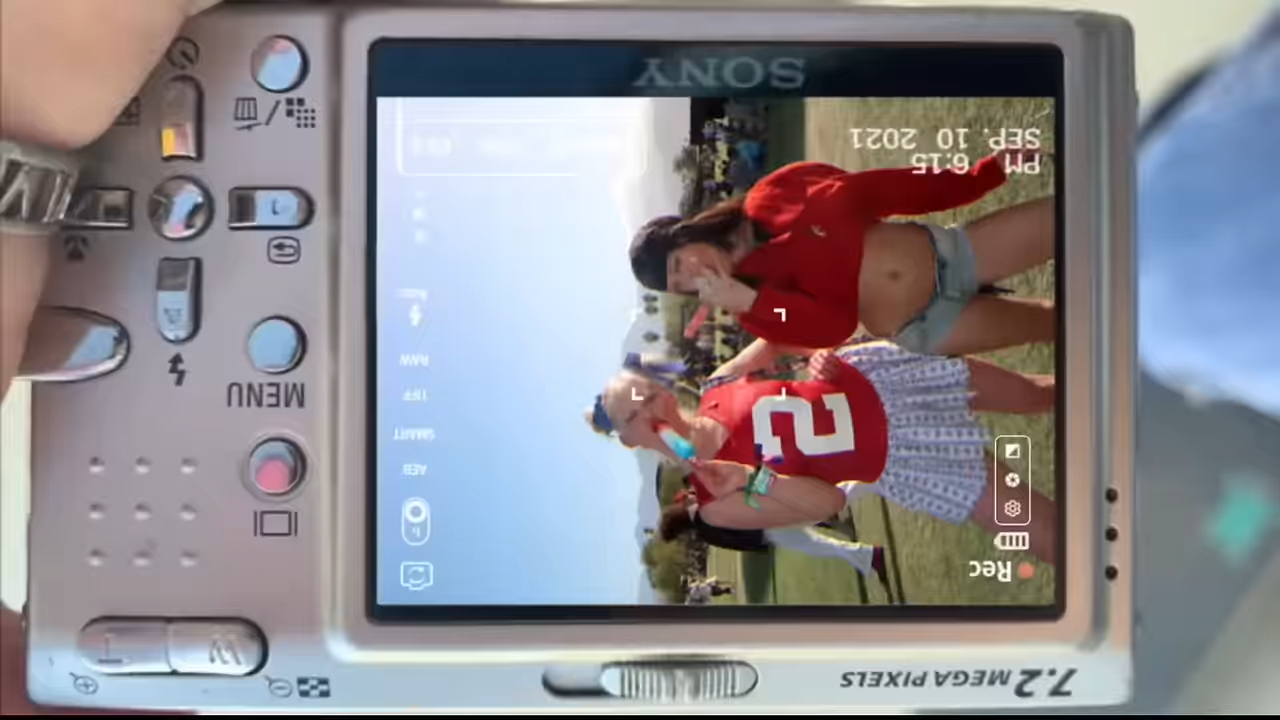 SONY
PM 6:15
SEP. 10 2021
Rec
RAW
TIFF
SMART
AEB
2
MENU
T
W
7.2 MEGA PIXELS